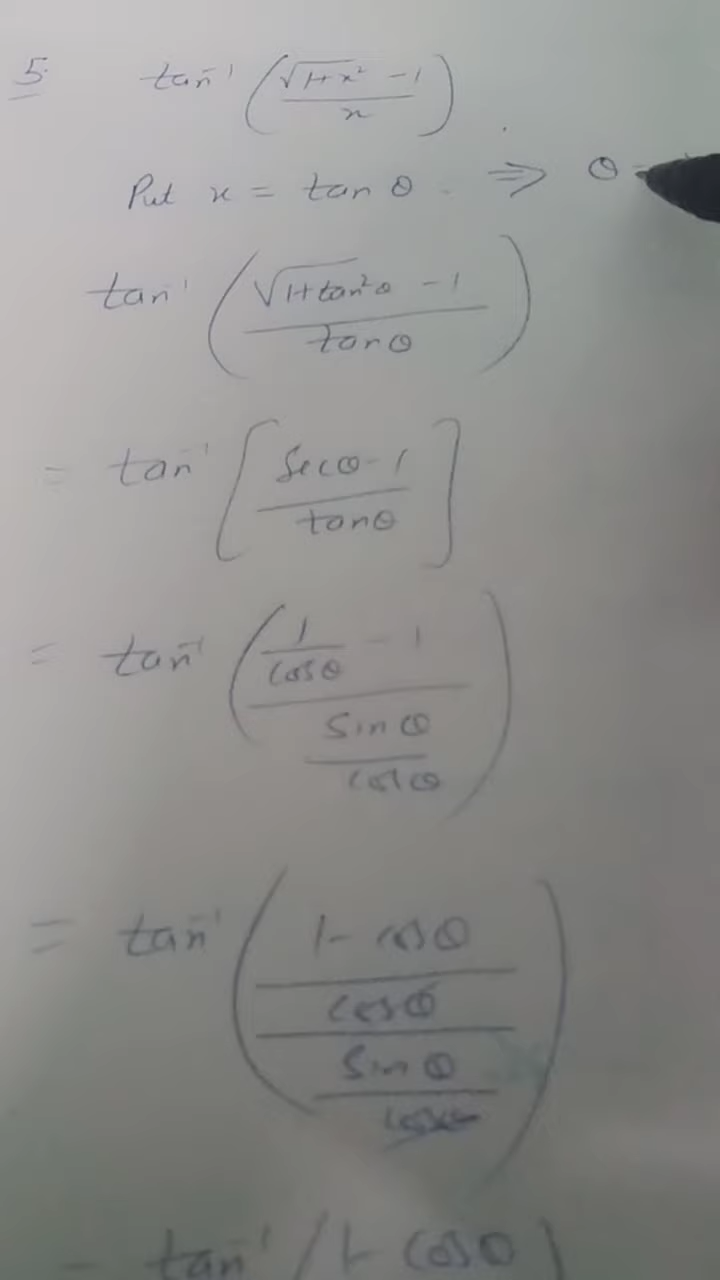 5. tan⁻¹ (√1+x² - 1 / x)
Put x = tan θ. ⇒ θ =
tan⁻¹ (√1+tan²θ - 1 / tanθ)
= tan⁻¹ [secθ - 1 / tanθ]
= tan⁻¹ (1/cosθ - 1 / sinθ/cosθ)
= tan⁻¹ (1 - cosθ / cosθ / sinθ / cosθ)
= tan⁻¹ (1 - cosθ)